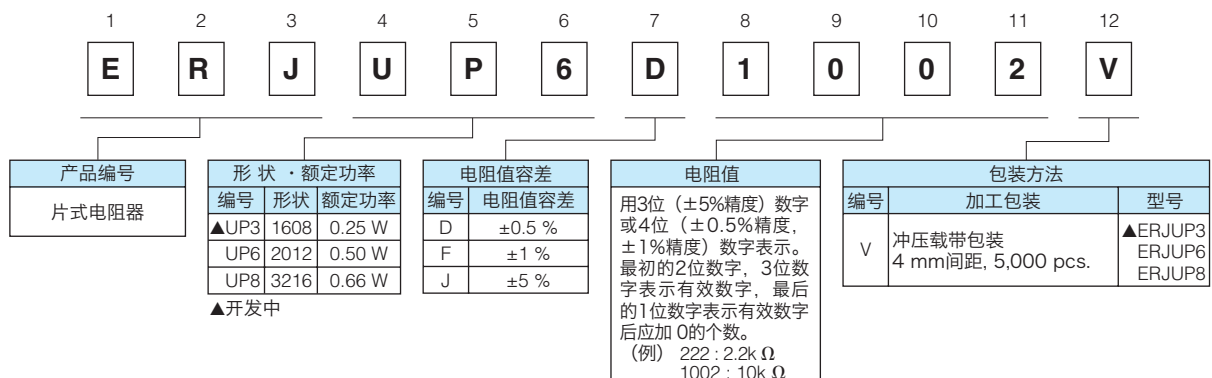 1 2 3 4 5 6 7 8 9 10 11 12
E R J U P 6 D 1 0 0 2 V
产品编号
片式电阻器
形 状 ・额定功率
编号 形状 额定功率
▲UP3 1608 0.25 W
UP6 2012 0.50 W
UP8 3216 0.66 W
▲开发中
电阻值容差
编号 电阻值容差
D ±0.5 %
F ±1 %
J ±5 %
电阻值
用3位（±5%精度）数字
或4位（±0.5%精度，
±1%精度）数字表示。
最初的2位数字，3位数
字表示有效数字，最后
的1位数字表示有效数字
后应加 0的个数。
（例） 222 : 2.2k Ω
1002 : 10k Ω
包装方法
编号 加工包装 型号
V 冲压载带包装
4 mm间距, 5,000 pcs.
▲ERJUP3
ERJUP6
ERJUP8